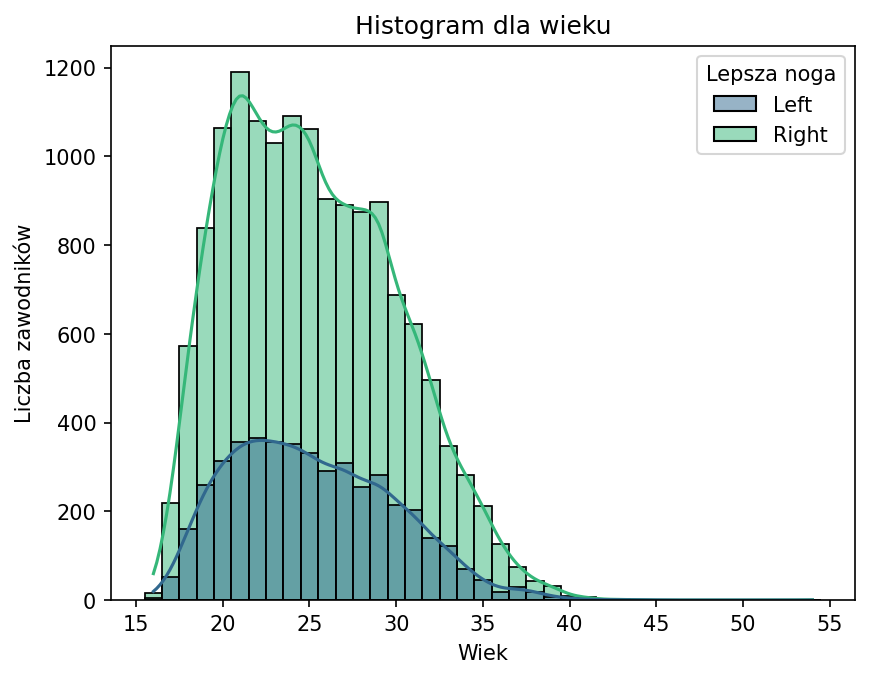 Histogram dla wieku
Lepsza noga
Left
Right
Liczba zawodników
1200
1000
800
600
400
200
0
15 20 25 30 35 40 45 50 55
Wiek